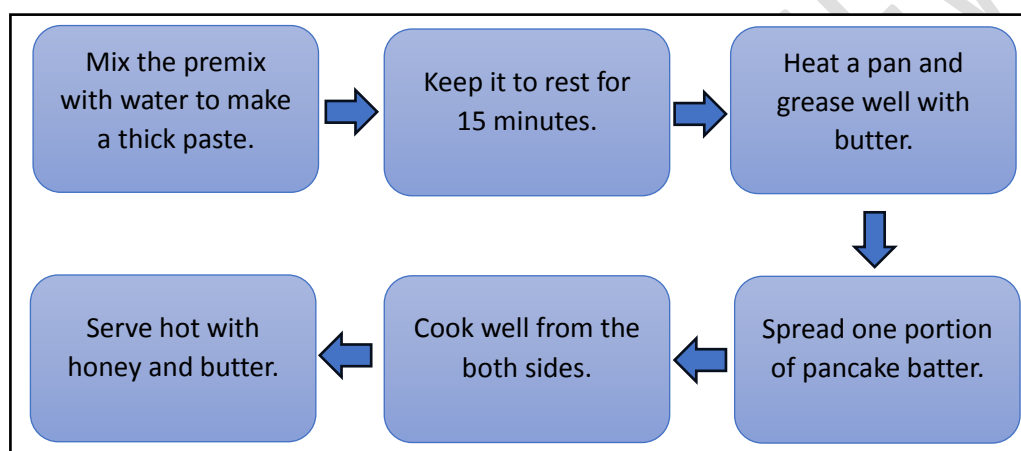 Mix the premix
with water to make
a thick paste.
Keep it to rest for
15 minutes.
Heat a pan and
grease well with
butter.
Spread one portion
of pancake batter.
Cook well from the
both sides.
Serve hot with
honey and butter.